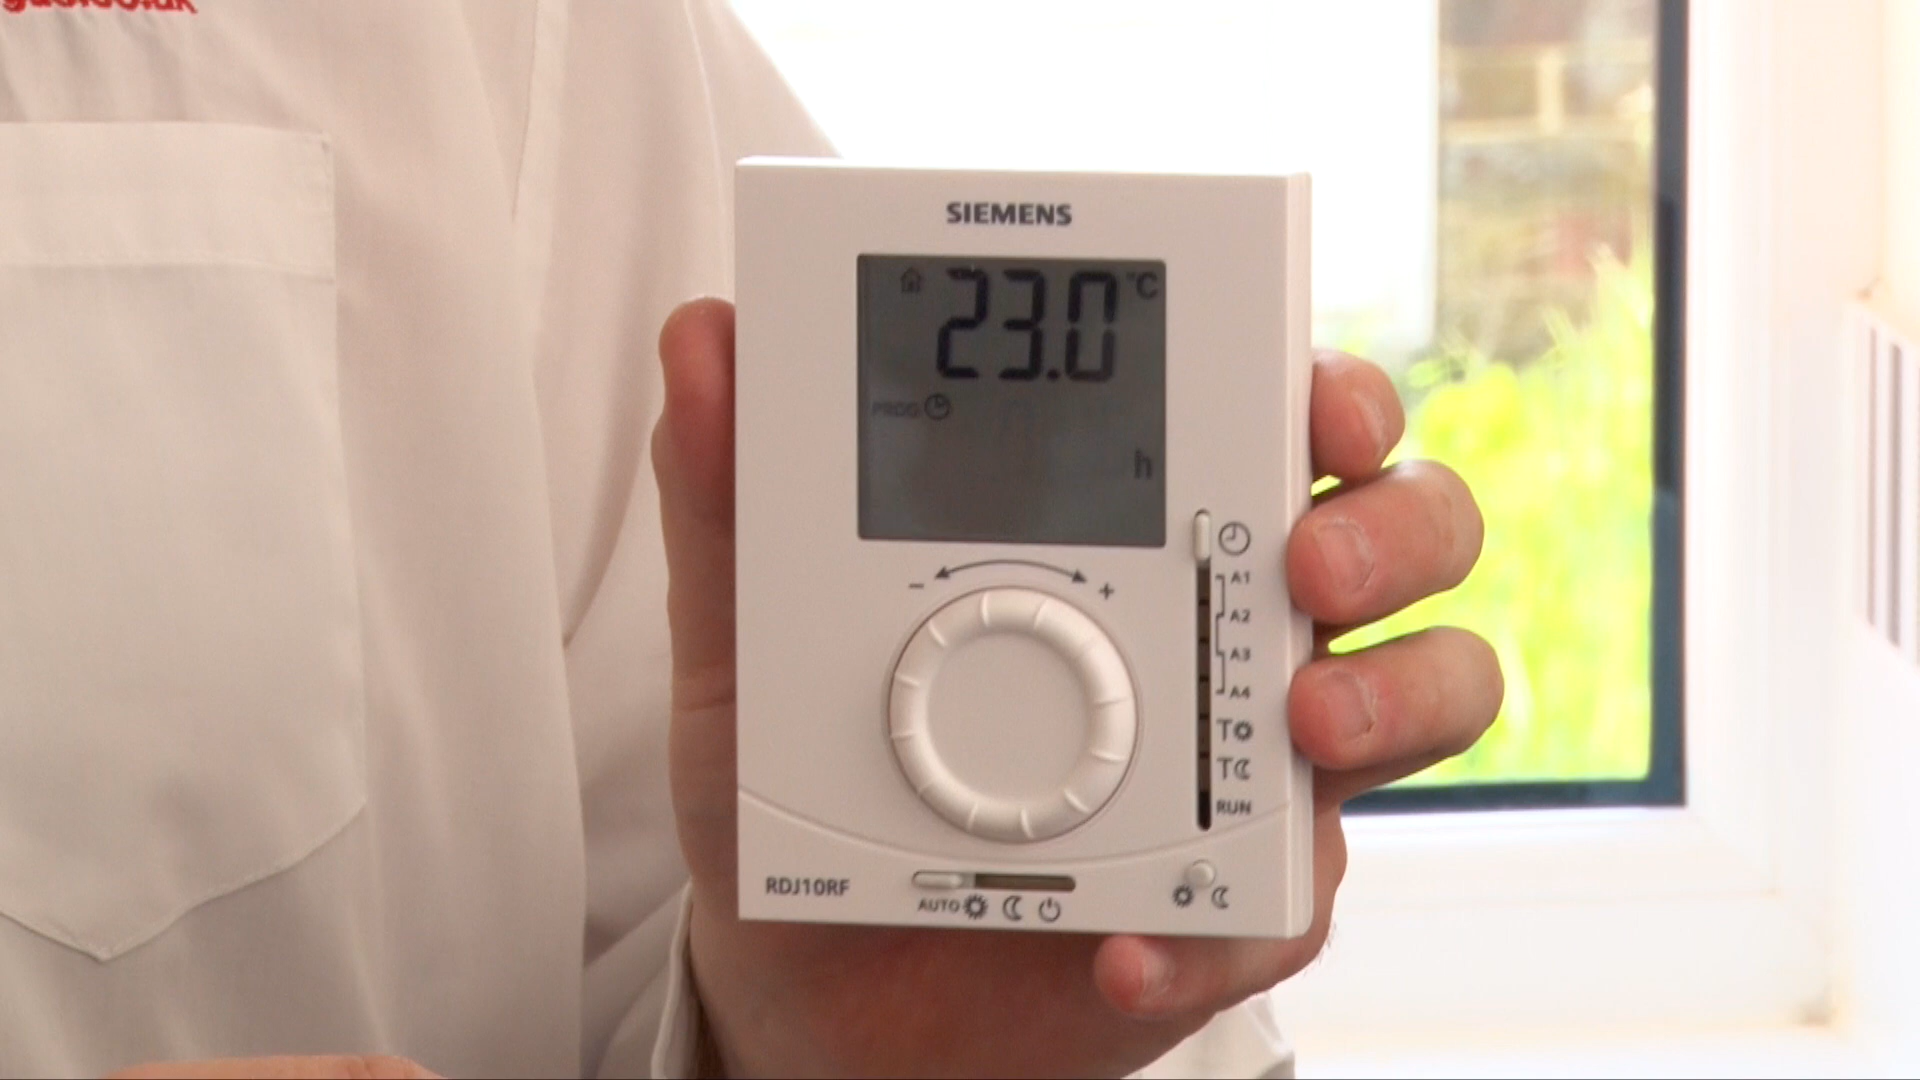 SIEMENS
23.0 °C
PROG
h
- +
A1
A2
A3
A4
T
T
RUN
RDJ10RF
AUTO